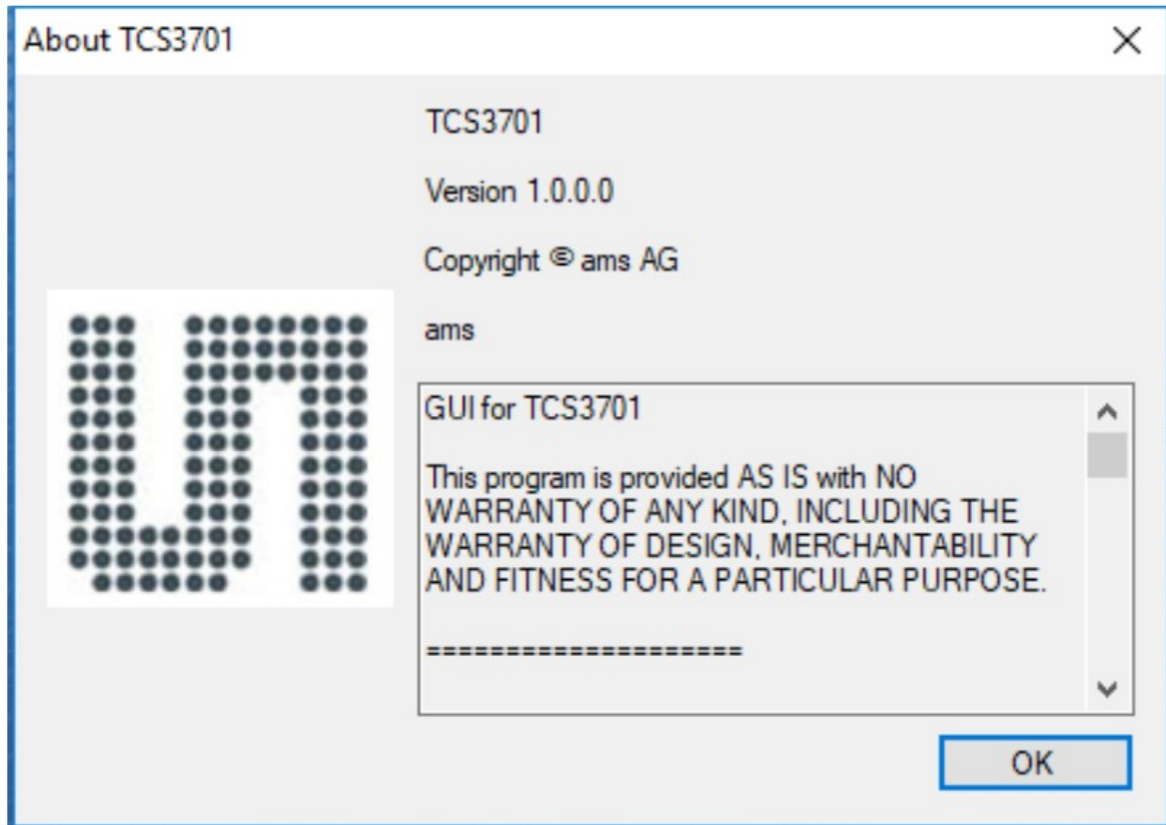 About TCS3701
TCS3701
Version 1.0.0.0
Copyright © ams AG
ams
GUI for TCS3701
This program is provided AS IS with NO
WARRANTY OF ANY KIND, INCLUDING THE
WARRANTY OF DESIGN, MERCHANTABILITY
AND FITNESS FOR A PARTICULAR PURPOSE.
====================
OK